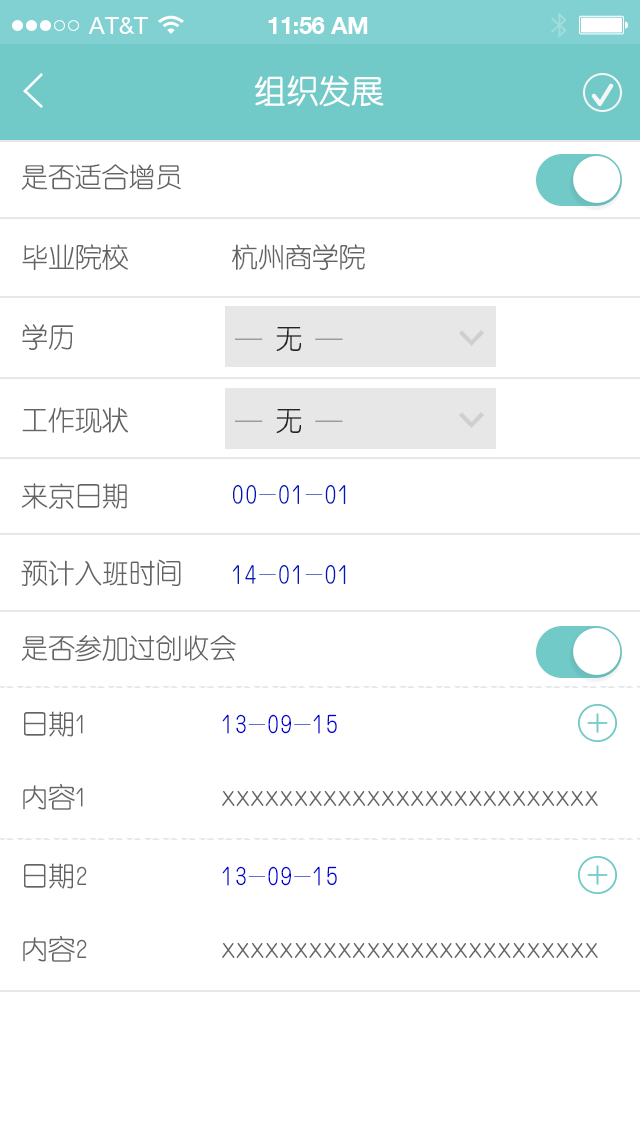 AT&T 11:56 AM
组织发展
是否适合增员
毕业院校 杭州商学院
学历 — 无 —
工作现状 — 无 —
来京日期 00-01-01
预计入班时间 14-01-01
是否参加过创收会
日期1 13-09-15
内容1 XXXXXXXXXXXXXXXXXXXXXXXXXX
日期2 13-09-15
内容2 XXXXXXXXXXXXXXXXXXXXXXXXXX